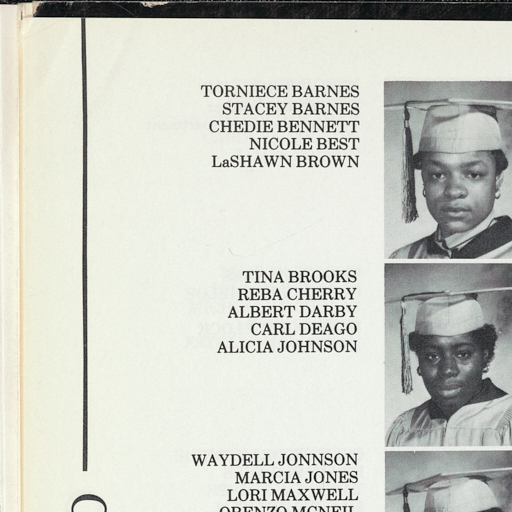 TORNIECE BARNES
STACEY BARNES
CHEDIE BENNETT
NICOLE BEST
LaSHAWN BROWN
TINA BROOKS
REBA CHERRY
ALBERT DARBY
CARL DEAGO
ALICIA JOHNSON
WAYDELL JONNSON
MARCIA JONES
LORI MAXWELL
ORENZO MCNEIL